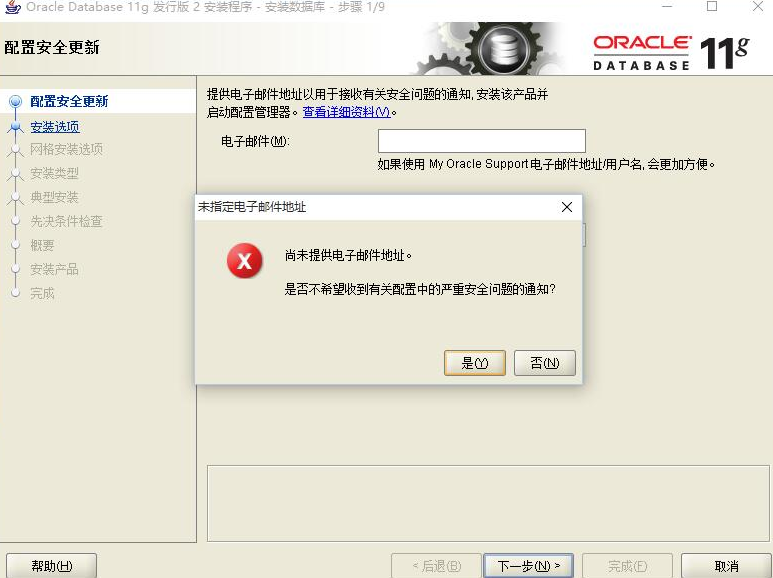 Oracle Database 11g 发行版 2 安装程序 - 安装数据库 - 步骤 1/9
配置安全更新
ORACLE
DATABASE
11g
配置安全更新
安装选项
网格安装选项
安装类型
典型安装
先决条件检查
概要
安装产品
完成
提供电子邮件地址以用于接收有关安全问题的通知, 安装该产品并
启动配置管理器。查看详细资料(V)。
电子邮件(M):
如果使用 My Oracle Support 电子邮件地址/用户名, 会更加方便。
未指定电子邮件地址
尚未提供电子邮件地址。
是否不希望收到有关配置中的严重安全问题的通知?
是(Y)
否(N)
帮助(H)
< 后退(B)
下一步(N) >
完成(F)
取消